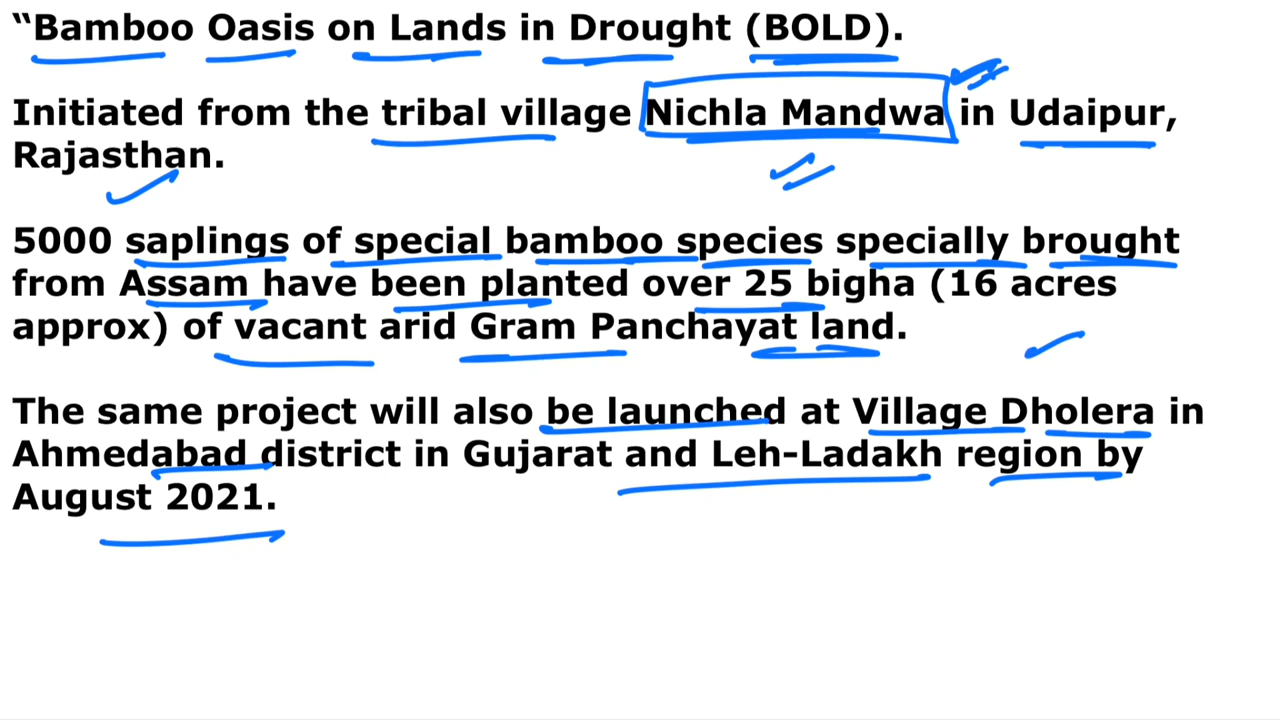 “Bamboo Oasis on Lands in Drought (BOLD).
Initiated from the tribal village Nichla Mandwa in Udaipur,
Rajasthan.
5000 saplings of special bamboo species specially brought
from Assam have been planted over 25 bigha (16 acres
approx) of vacant arid Gram Panchayat land.
The same project will also be launched at Village Dholera in
Ahmedabad district in Gujarat and Leh-Ladakh region by
August 2021.